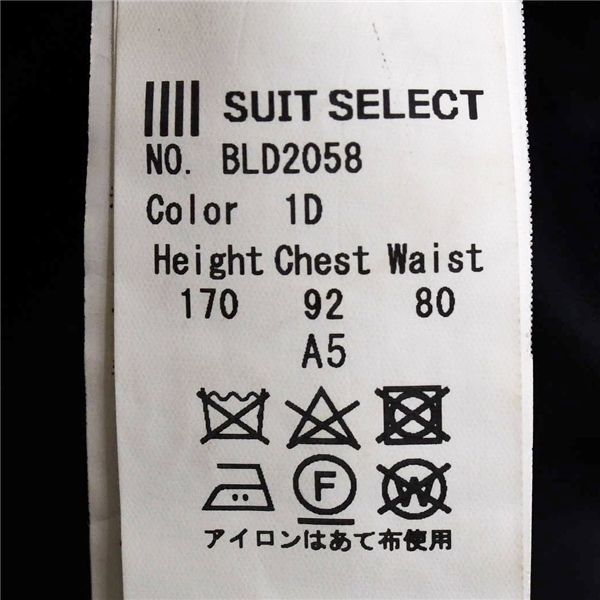 SUIT SELECT
NO. BLD2058
Color 1D
Height Chest Waist
170 92 80
A5
F W
アイロンはあて布使用